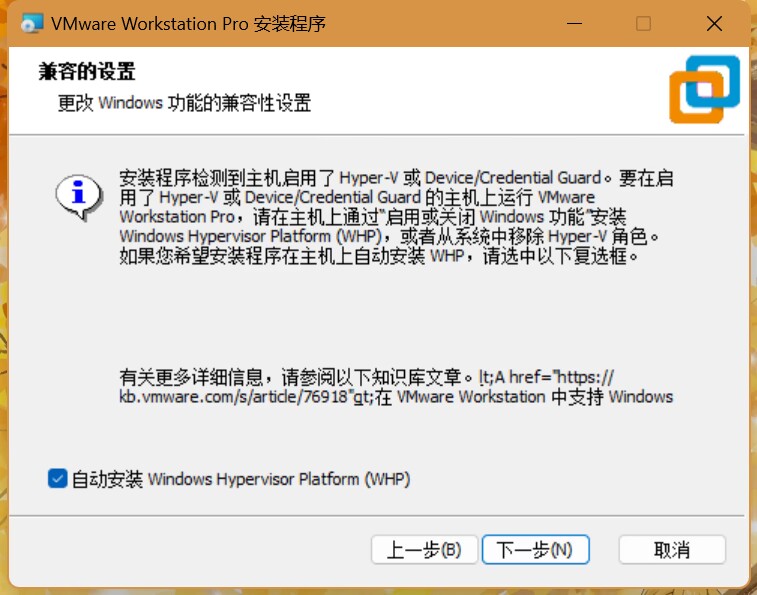 VMware Workstation Pro 安装程序
兼容的设置
更改 Windows 功能的兼容性设置
安装程序检测到主机启用了 Hyper-V 或 Device/Credential Guard。要在启
用了 Hyper-V 或 Device/Credential Guard 的主机上运行 VMware
Workstation Pro，请在主机上通过“启用或关闭 Windows 功能”安装
Windows Hypervisor Platform (WHP)，或者从系统中移除 Hyper-V 角色。
如果您希望安装程序在主机上自动安装 WHP，请选中以下复选框。
有关更多详细信息，请参阅以下知识库文章。lt;A href="https://
kb.vmware.com/s/article/76918"gt;在 VMware Workstation 中支持 Windows
自动安装 Windows Hypervisor Platform (WHP)
上一步(B)
下一步(N)
取消